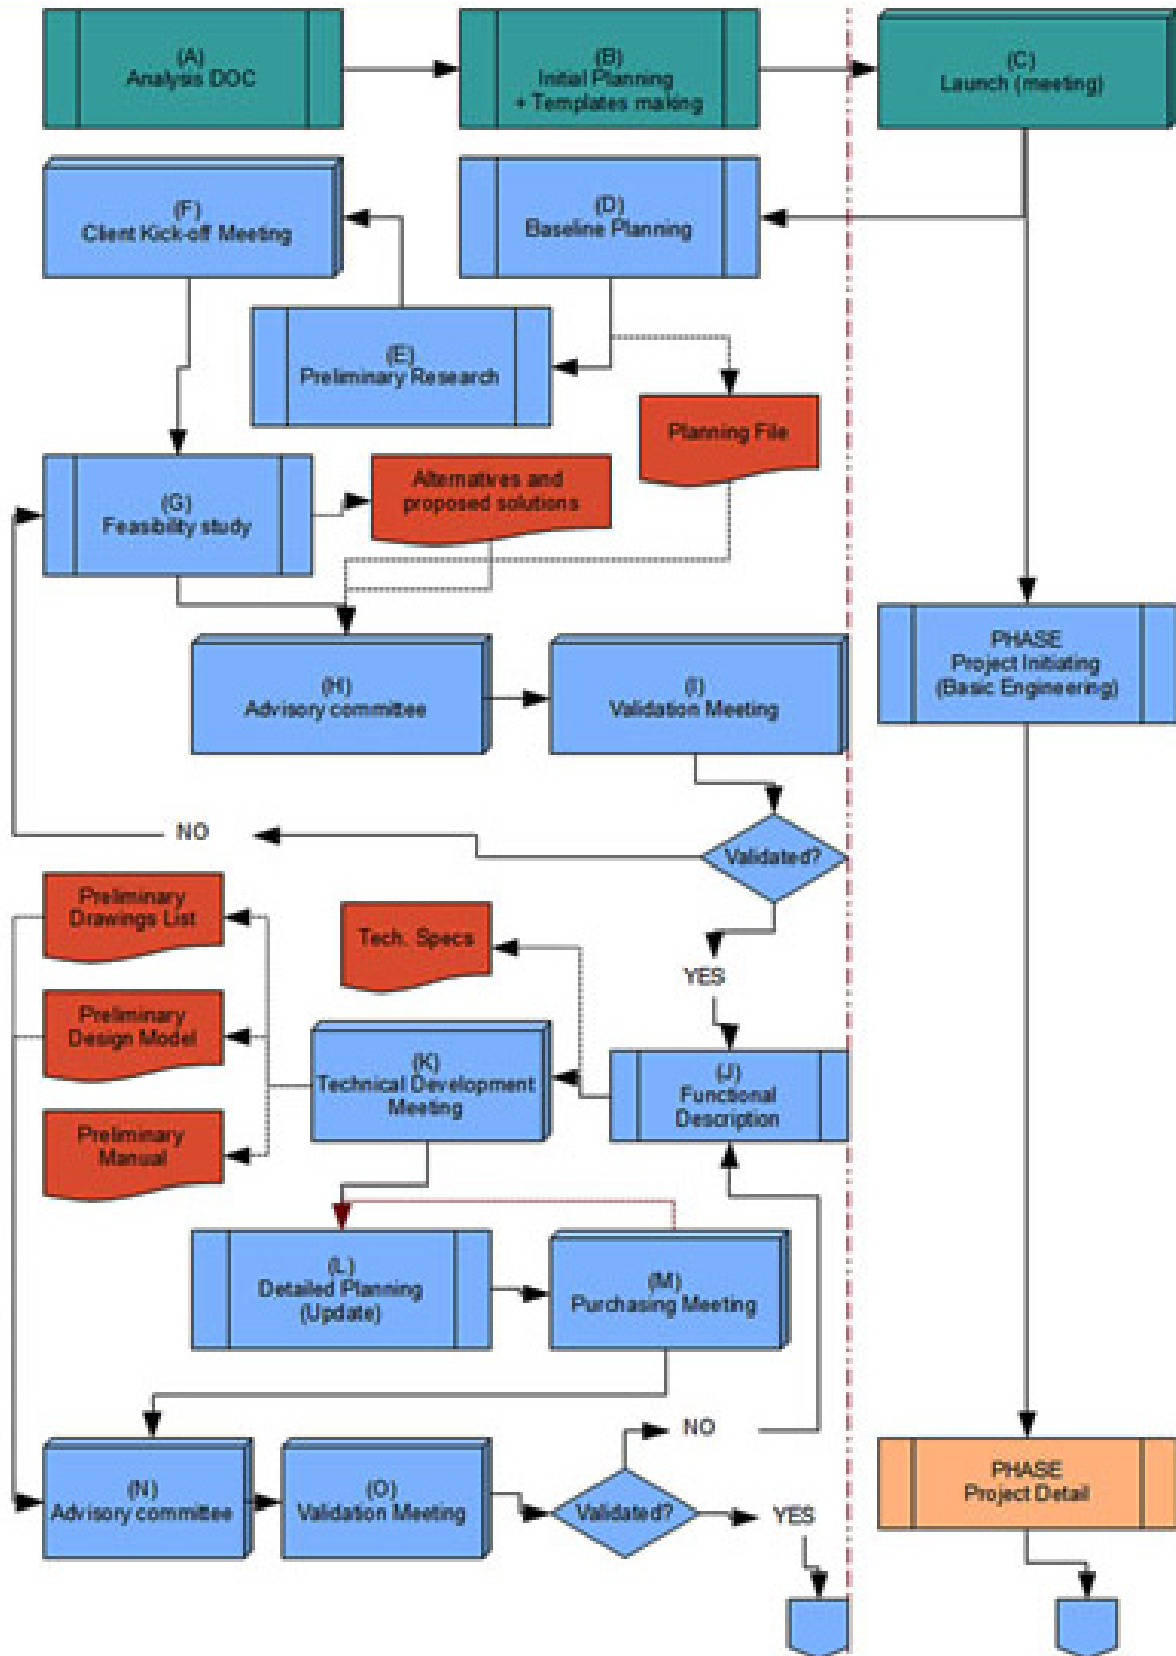 (A)
Analysis DOC
(B)
Initial Planning
+ Templates making
(C)
Launch (meeting)
(F)
Client Kick-off Meeting
(D)
Baseline Planning
(E)
Preliminary Research
Planning File
(G)
Feasibility study
Alternatives and
proposed solutions
PHASE
Project Initiating
(Basic Engineering)
(H)
Advisory committee
(I)
Validation Meeting
NO
Validated?
Preliminary
Drawings List
Tech. Specs
YES
Preliminary
Design Model
(K)
Technical Development
Meeting
(J)
Functional
Description
Preliminary
Manual
(L)
Detailed Planning
(Update)
(M)
Purchasing Meeting
NO
(N)
Advisory committee
(O)
Validation Meeting
Validated?
YES
PHASE
Project Detail